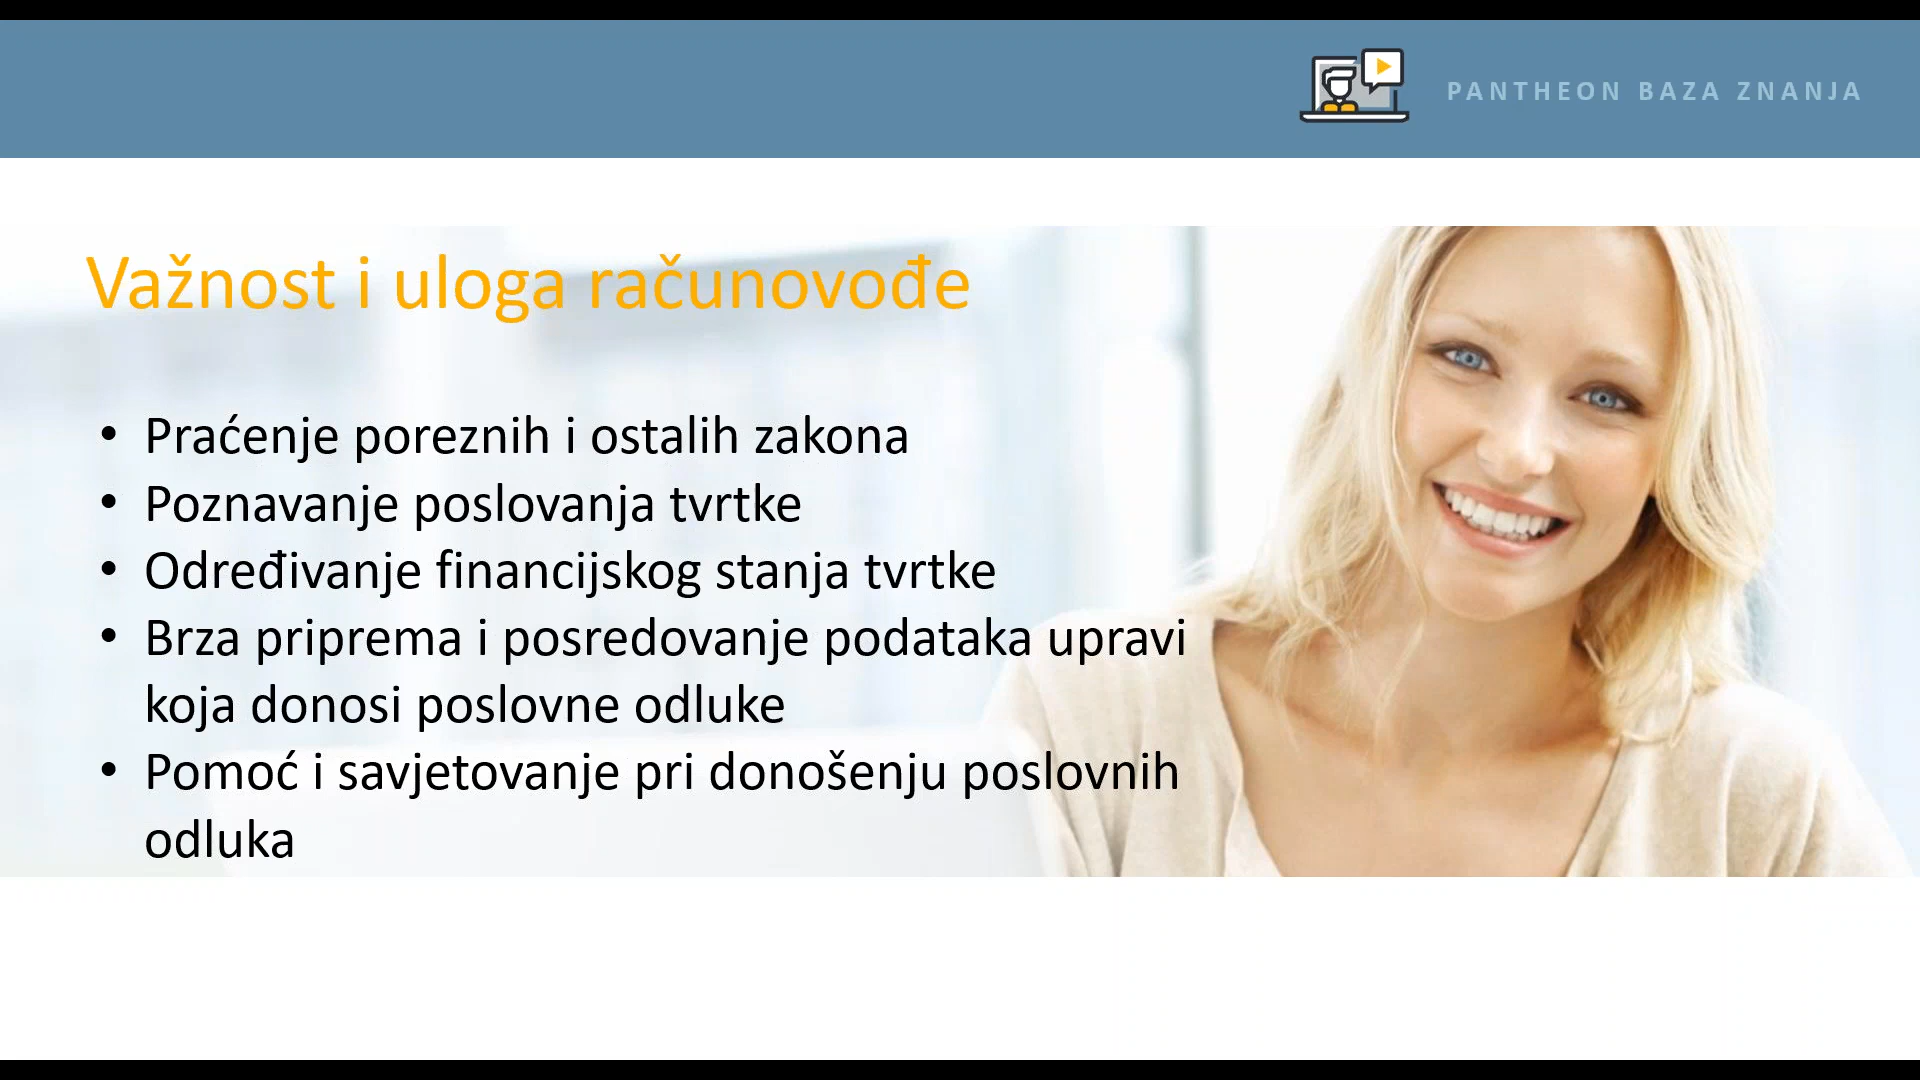 PANTHEON BAZA ZNANJA
Važnost i uloga računovođe
• Praćenje poreznih i ostalih zakona
• Poznavanje poslovanja tvrtke
• Određivanje financijskog stanja tvrtke
• Brza priprema i posredovanje podataka upravi
koja donosi poslovne odluke
• Pomoć i savjetovanje pri donošenju poslovnih
odluka